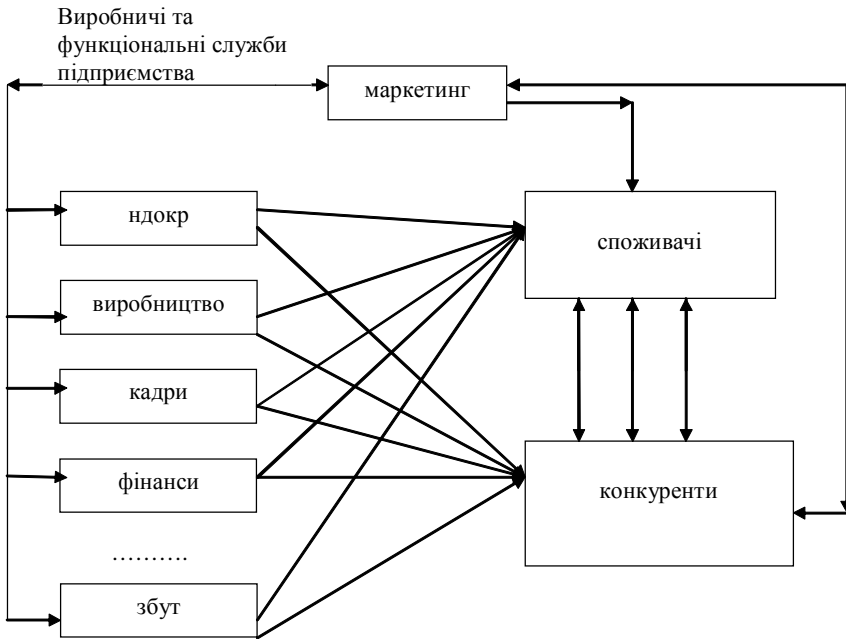 Виробничі та
функціональні служби
підприємства
маркетинг
ндокр
споживачі
виробництво
кадри
фінанси
конкуренти
……….
збут